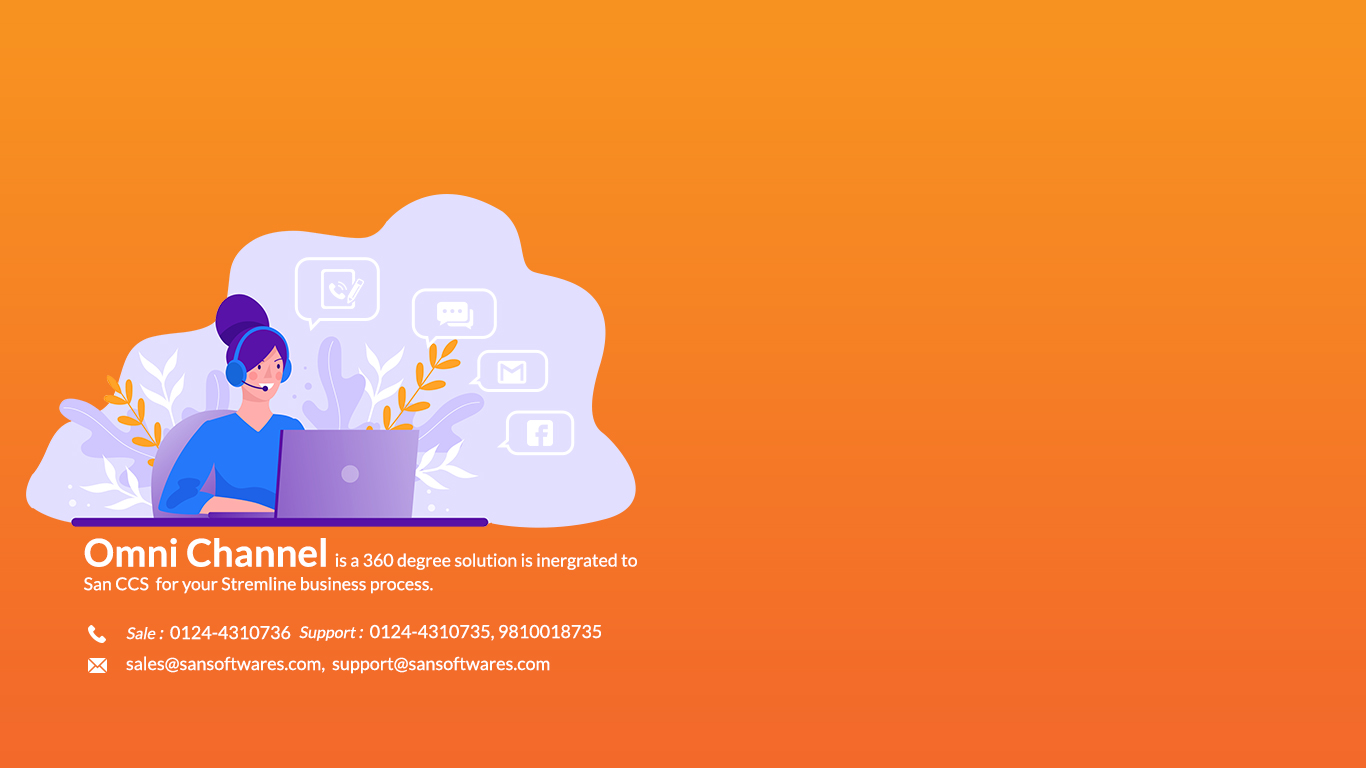 Omni Channel is a 360 degree solution is inergrated to
San CCS for your Stremline business process.
Sale : 0124-4310736 Support : 0124-4310735, 9810018735
sales@sansoftwares.com, support@sansoftwares.com